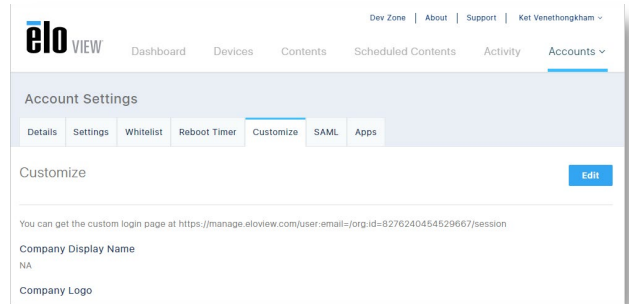 Dev Zone | About | Support | Ket Venethongkham
elo VIEW Dashboard Devices Contents Scheduled Contents Activity Accounts
Account Settings
Details Settings Whitelist Reboot Timer Customize SAML Apps
Customize Edit
You can get the custom login page at https://manage.eloview.com/user:email=/org:id=8276240454529667/session
Company Display Name
NA
Company Logo